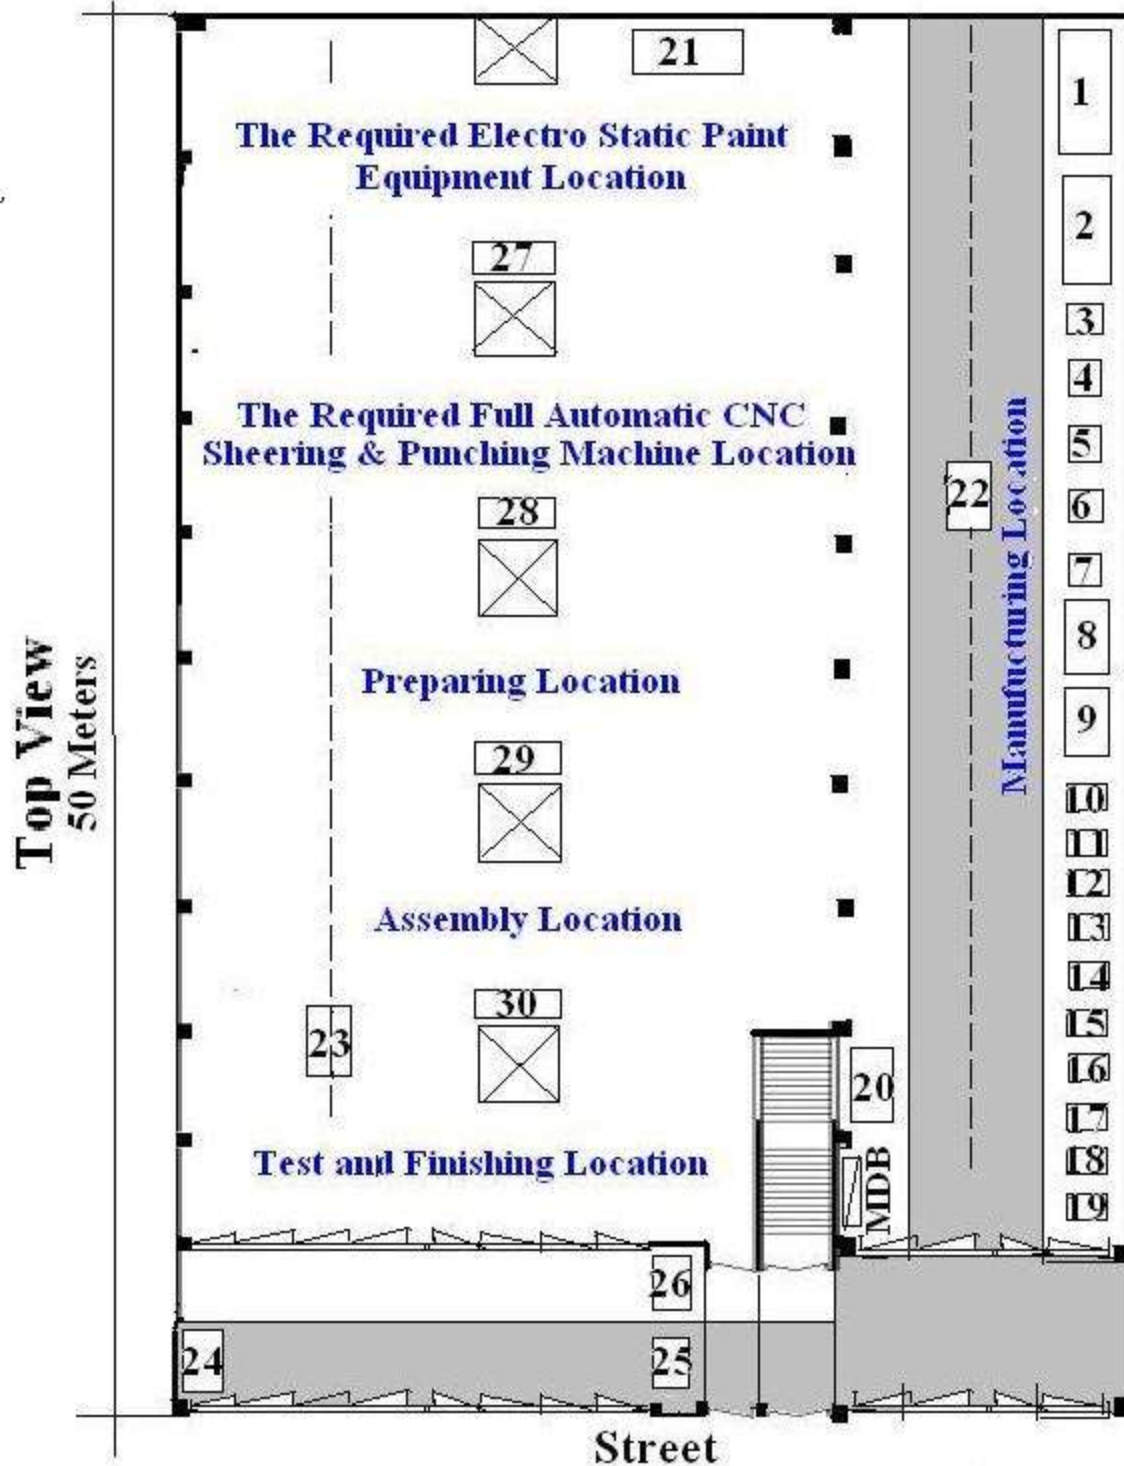 21
1
The Required Electro Static Paint
Equipment Location
2
27
3
4
The Required Full Automatic CNC
Sheering & Punching Machine Location
5
22
6
28
7
Manufucturing Location
8
Preparing Location
9
Top View
50 Meters
29
10
11
12
Assembly Location
13
14
30
15
23
16
20
17
Test and Finishing Location
18
MDB
19
26
24
25
Street